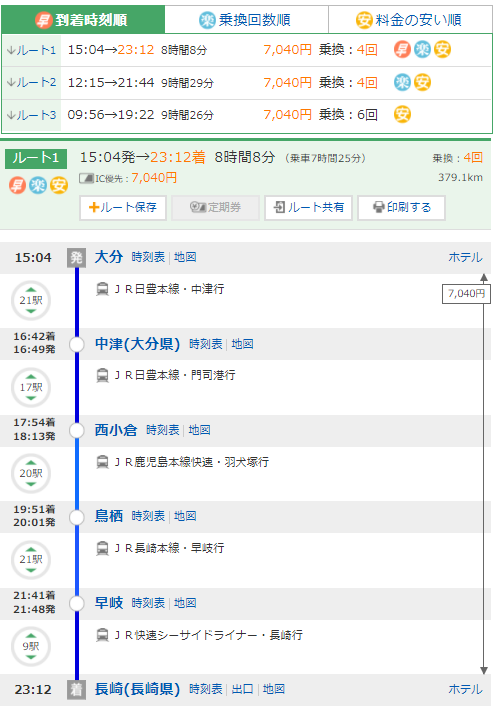 早 到着時刻順 楽 乗換回数順 安 料金の安い順
↓ルート1 15:04→23:12 8時間8分 7,040円 乗換：4回 早 楽 安
↓ルート2 12:15→21:44 9時間29分 7,040円 乗換：4回 楽 安
↓ルート3 09:56→19:22 9時間26分 7,040円 乗換：6回 安
ルート1 15:04発→23:12着 8時間8分 （乗車7時間25分） 乗換：4回
早 楽 安 IC優先：7,040円 379.1km
ルート保存 定期券 ルート共有 印刷する
15:04 発 大分 時刻表 | 地図 ホテル
21駅 ＪＲ日豊本線・中津行 7,040円
16:42着
16:49発 中津(大分県) 時刻表 | 地図
17駅 ＪＲ日豊本線・門司港行
17:54着
18:13発 西小倉 時刻表 | 地図
20駅 ＪＲ鹿児島本線快速・羽犬塚行
19:51着
20:01発 鳥栖 時刻表 | 地図
21駅 ＪＲ長崎本線・早岐行
21:41着
21:48発 早岐 時刻表 | 地図
9駅 ＪＲ快速シーサイドライナー・長崎行
23:12 着 長崎(長崎県) 時刻表 | 出口 | 地図 ホテル